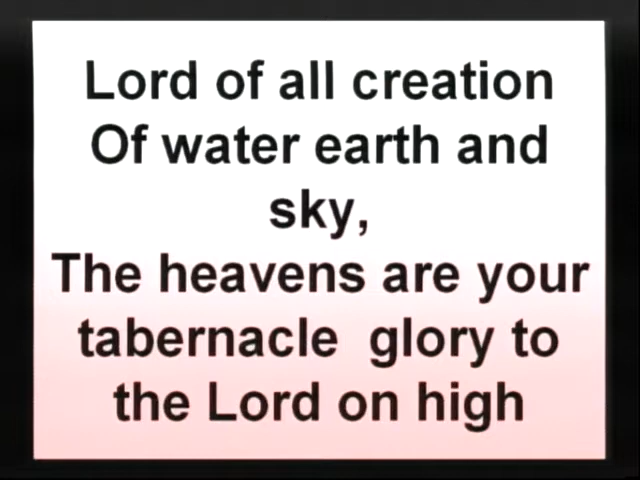 Lord of all creation
Of water earth and
sky,
The heavens are your
tabernacle  glory to
the Lord on high